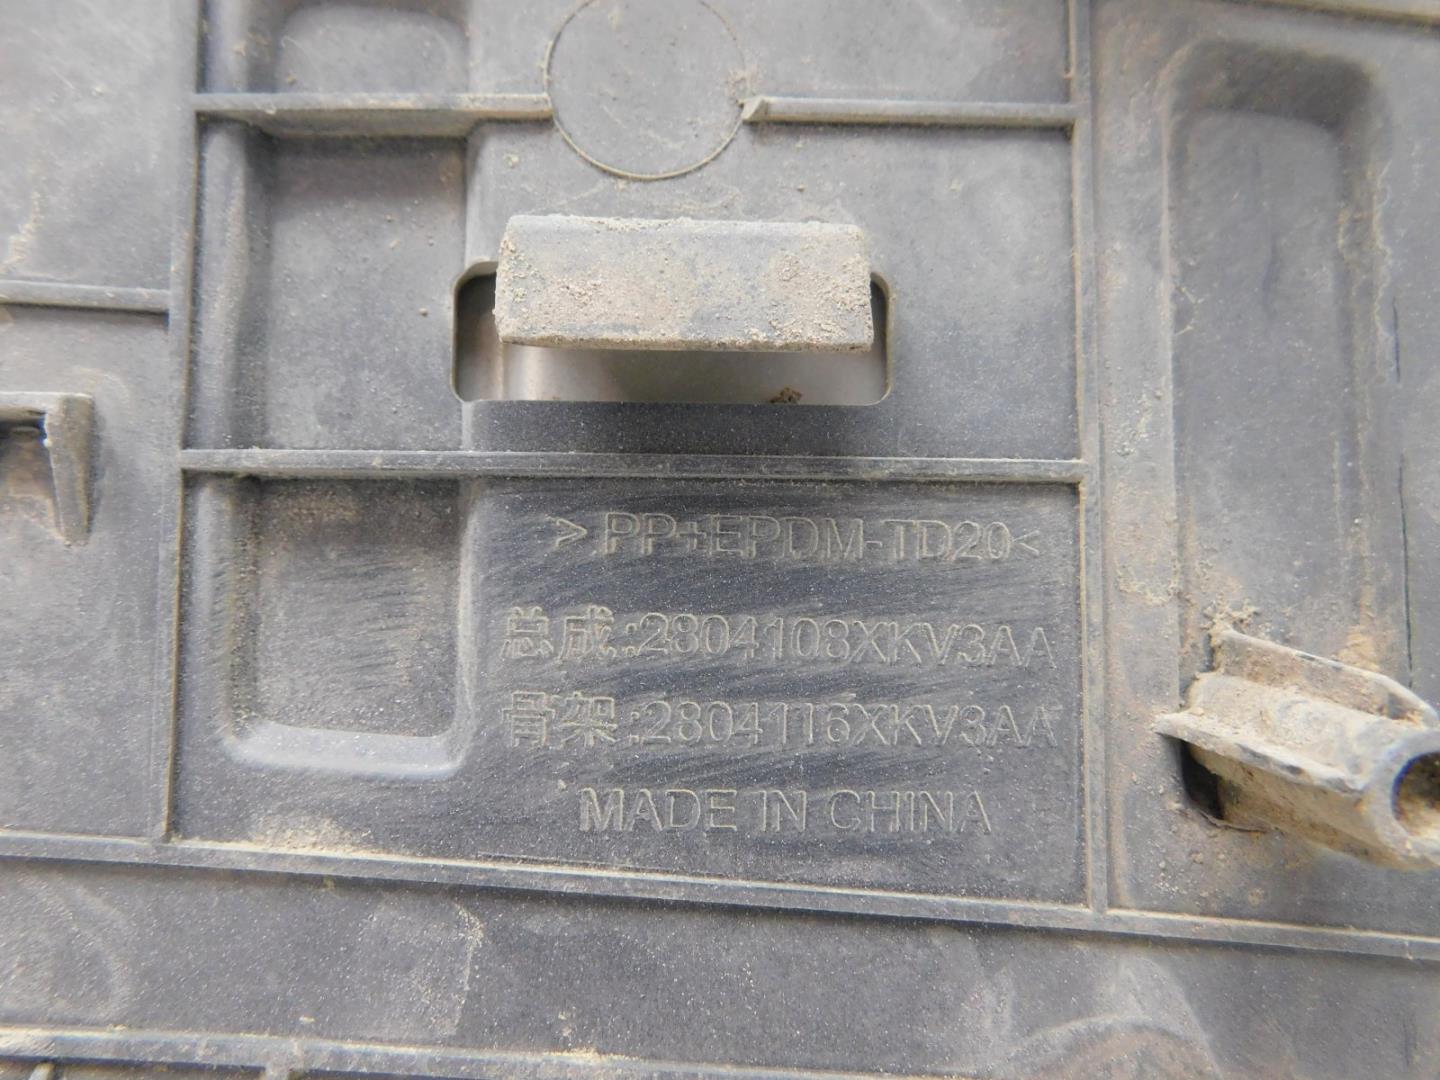 >PP+EPDM-TD20<
总成.:2804108XKV3AA
骨架:2804116XKV3AA
MADE IN CHINA